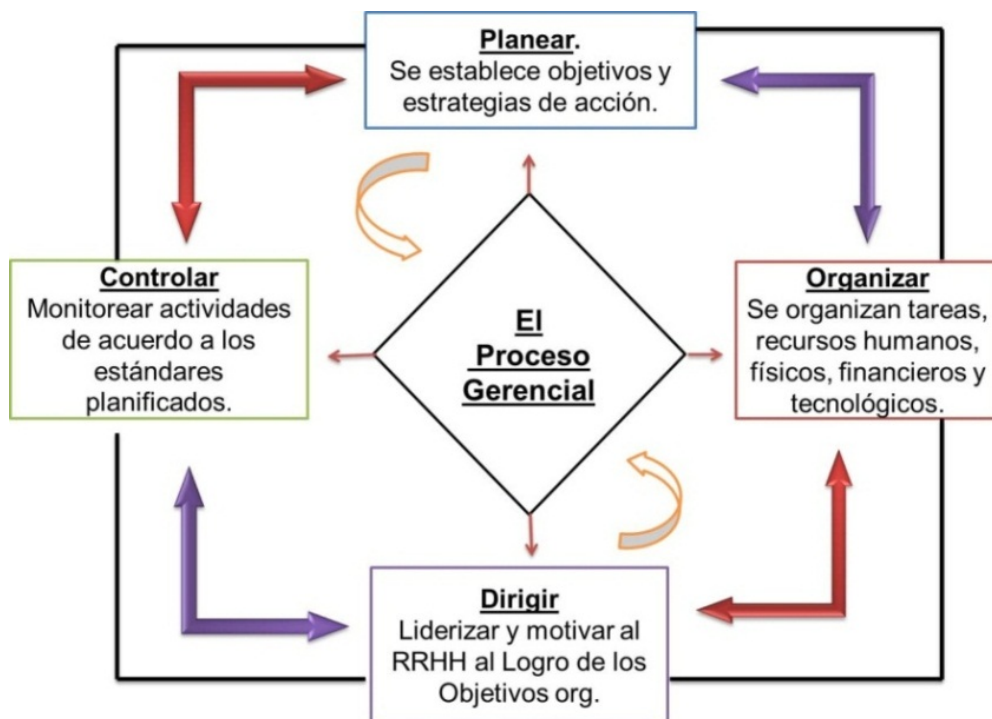 Planear.
Se establece objetivos y
estrategias de acción.
Controlar
Monitorear actividades
de acuerdo a los
estándares
planificados.
El
Proceso
Gerencial
Organizar
Se organizan tareas,
recursos humanos,
físicos, financieros y
tecnológicos.
Dirigir
Liderizar y motivar al
RRHH al Logro de los
Objetivos org.